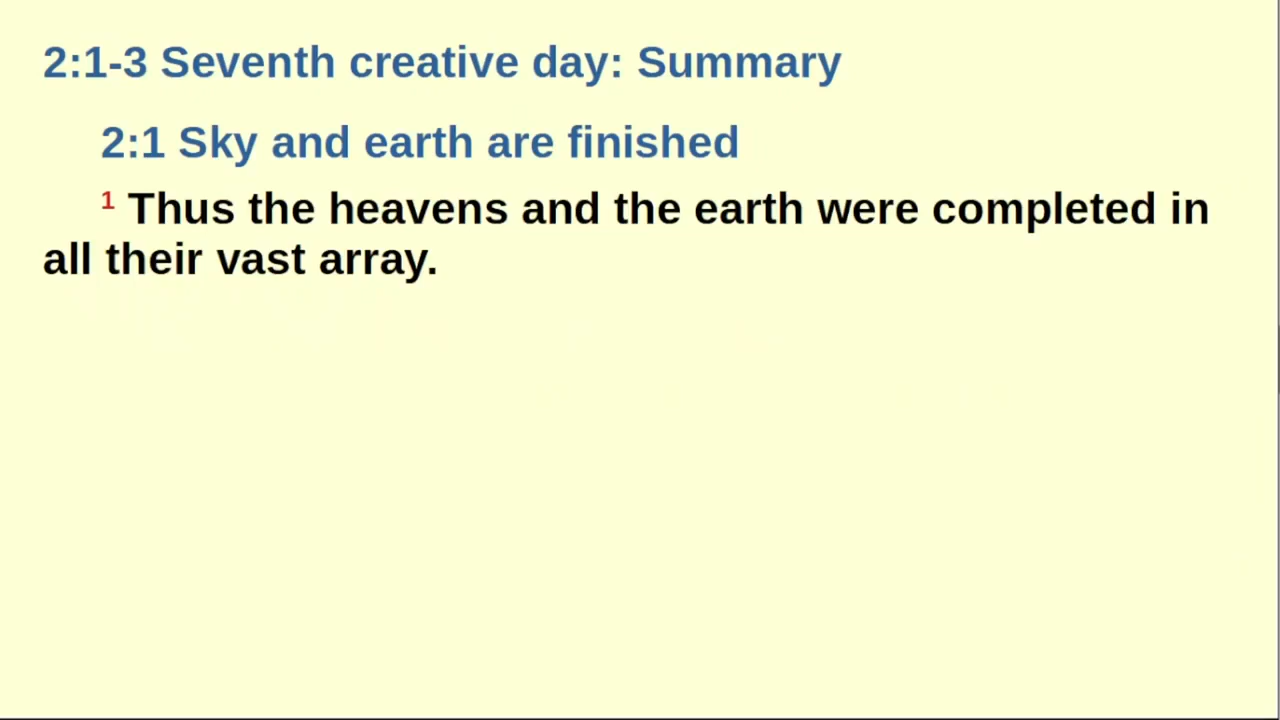 2:1-3 Seventh creative day: Summary
2:1 Sky and earth are finished
1 Thus the heavens and the earth were completed in
all their vast array.